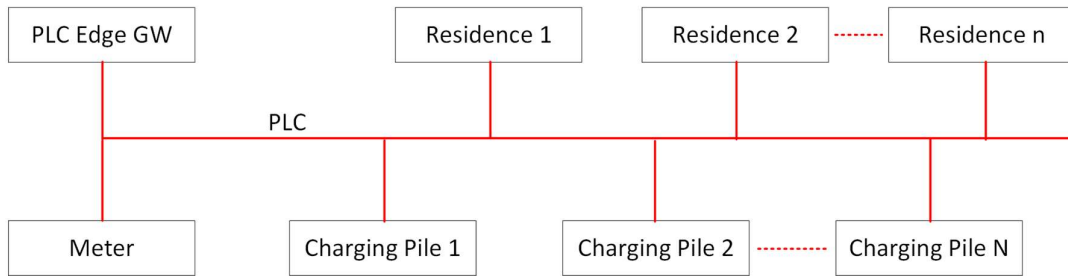 PLC Edge GW
Residence 1
Residence 2
Residence n
PLC
Meter
Charging Pile 1
Charging Pile 2
Charging Pile N